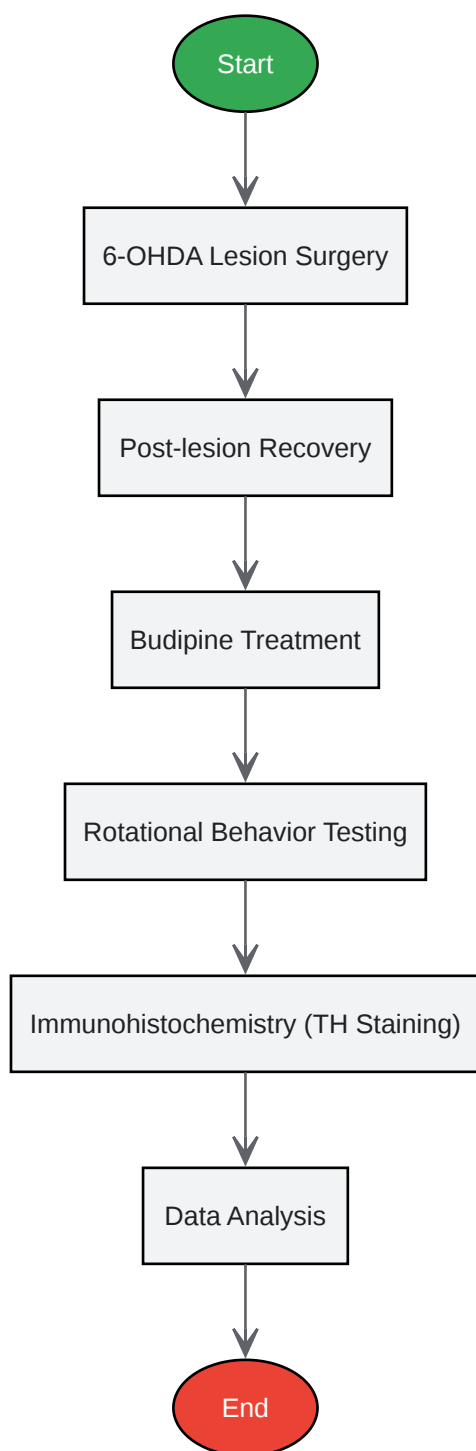 Start
6-OHDA Lesion Surgery
Post-lesion Recovery
Budipine Treatment
Rotational Behavior Testing
Immunohistochemistry (TH Staining)
Data Analysis
End